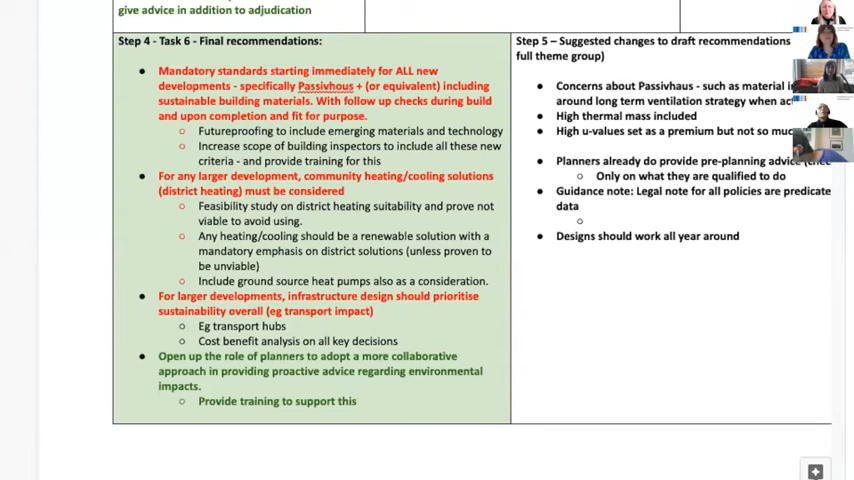 give advice in addition to adjudication
Step 4 - Task 6 - Final recommendations:
● Mandatory standards starting immediately for ALL new
developments - specifically Passivhous + (or equivalent) including
sustainable building materials. With follow up checks during build
and upon completion and fit for purpose.
○ Futureproofing to include emerging materials and technology
○ Increase scope of building inspectors to include all these new
criteria - and provide training for this
● For any larger development, community heating/cooling solutions
(district heating) must be considered
○ Feasibility study on district heating suitability and prove not
viable to avoid using.
○ Any heating/cooling should be a renewable solution with a
mandatory emphasis on district solutions (unless proven to
be unviable)
○ Include ground source heat pumps also as a consideration.
● For larger developments, infrastructure design should prioritise
sustainability overall (eg transport impact)
○ Eg transport hubs
○ Cost benefit analysis on all key decisions
● Open up the role of planners to adopt a more collaborative
approach in providing proactive advice regarding environmental
impacts.
○ Provide training to support this
Step 5 – Suggested changes to draft recommendations
full theme group)
● Concerns about Passivhaus - such as material
around long term ventilation strategy when
● High thermal mass included
● High u-values set as a premium but not so
● Planners already do provide pre-planning advice
○ Only on what they are qualified to do
● Guidance note: Legal note for all policies are predicate
data
○
● Designs should work all year around